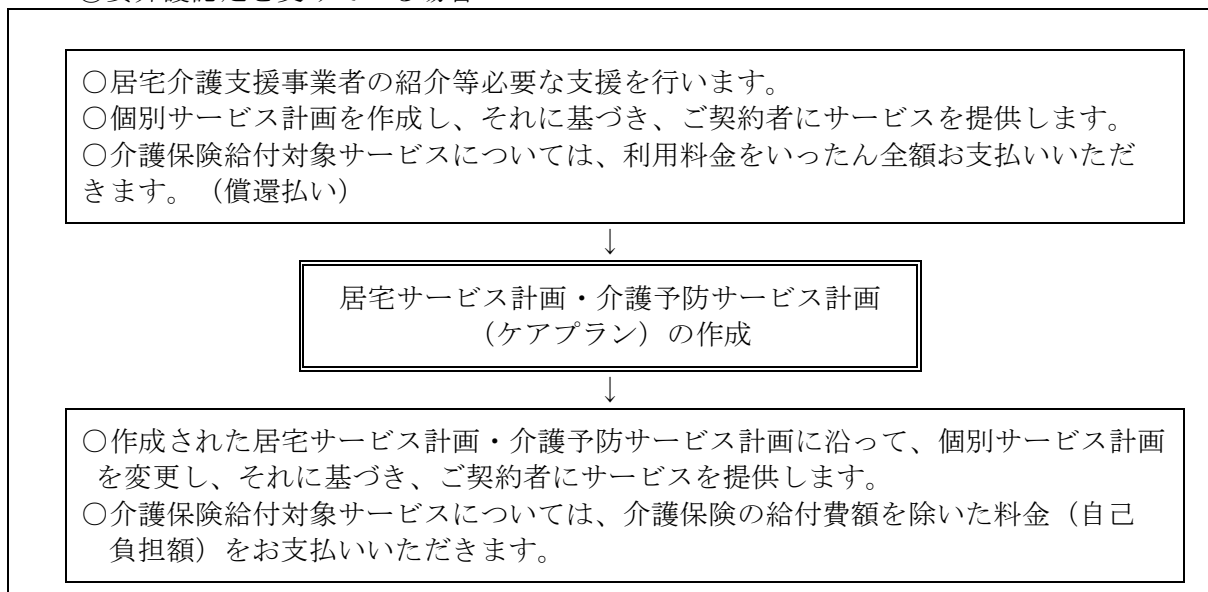 〇居宅介護支援事業者の紹介等必要な支援を行います。
〇個別サービス計画を作成し、それに基づき、ご契約者にサービスを提供します。
〇介護保険給付対象サービスについては、利用料金をいったん全額お支払いいただ
きます。（償還払い）
↓
居宅サービス計画・介護予防サービス計画
（ケアプラン）の作成
↓
〇作成された居宅サービス計画・介護予防サービス計画に沿って、個別サービス計画
を変更し、それに基づき、ご契約者にサービスを提供します。
〇介護保険給付対象サービスについては、介護保険の給付費額を除いた料金（自己
負担額）をお支払いいただきます。